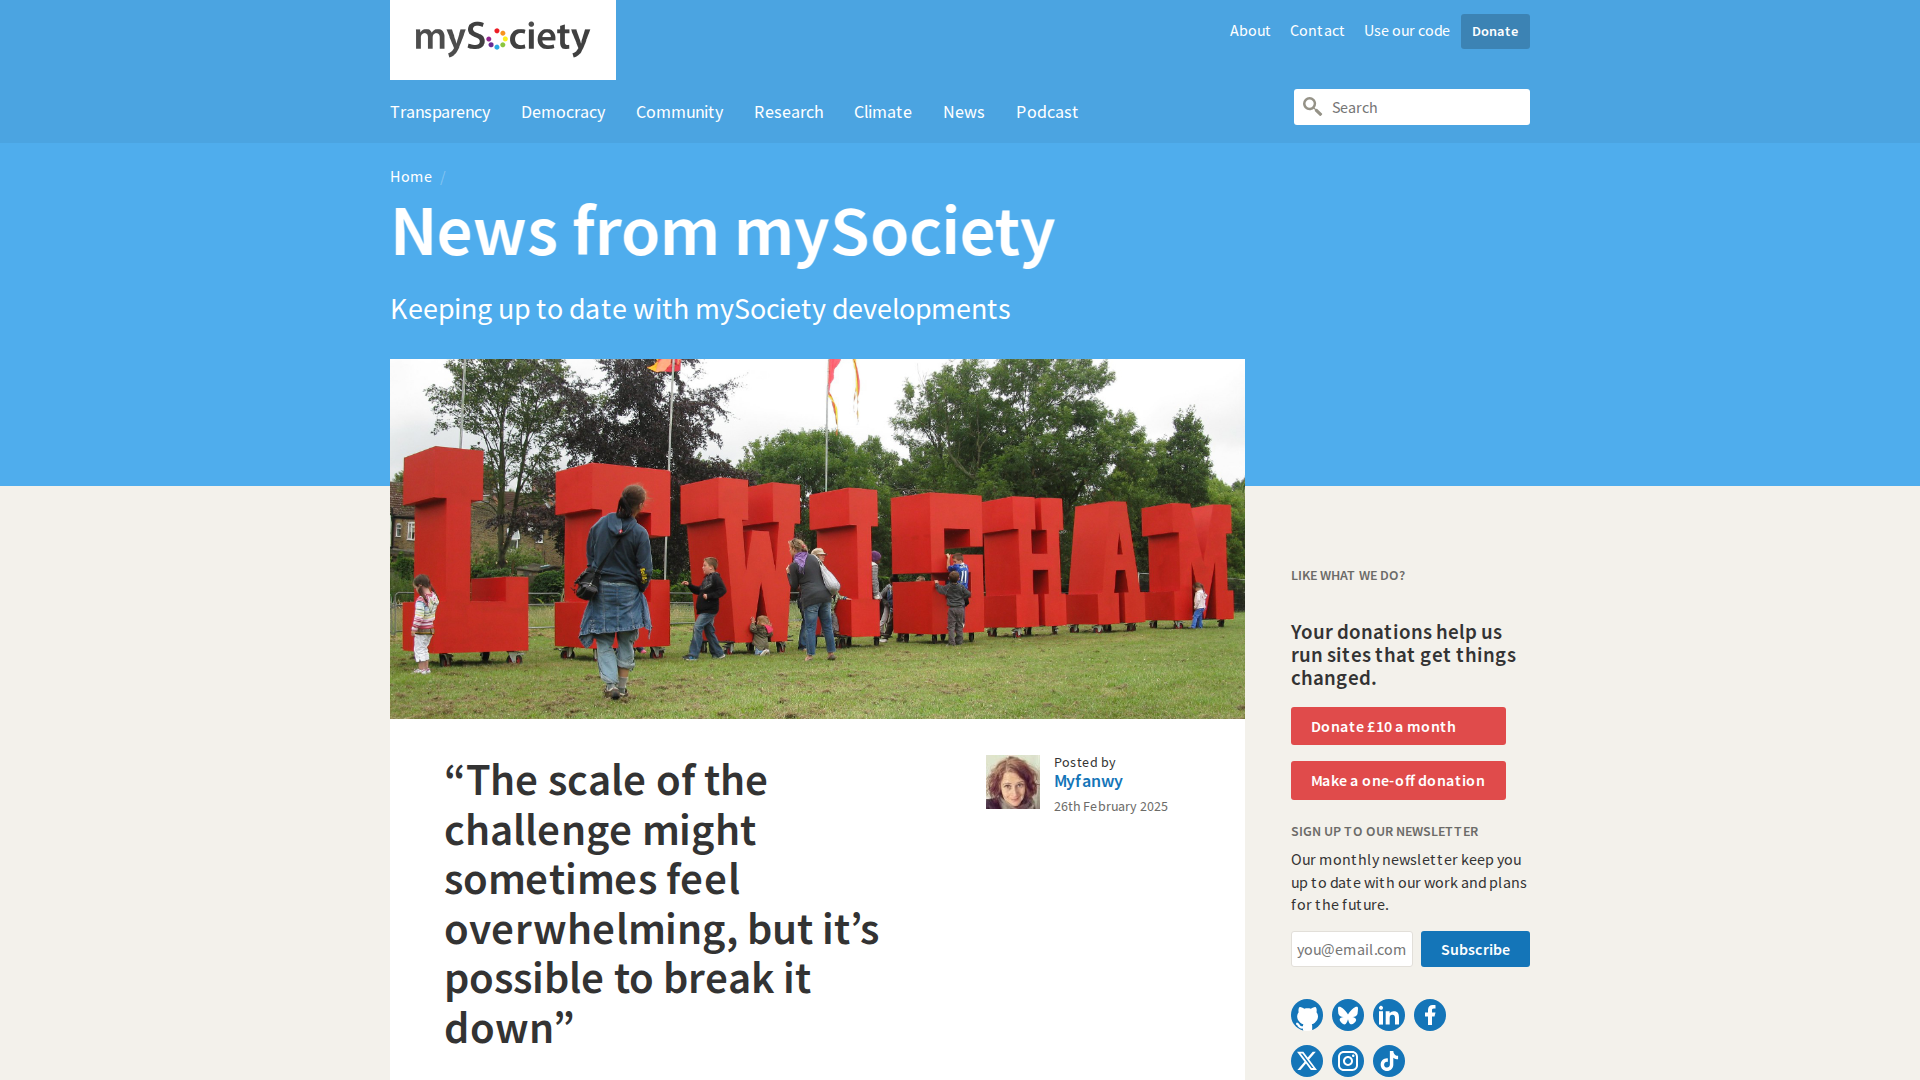 mySociety
About
Contact
Use our code
Donate
Transparency
Democracy
Community
Research
Climate
News
Podcast
Search
Home /
News from mySociety
Keeping up to date with mySociety developments
LEWISHAM
“The scale of the
challenge might
sometimes feel
overwhelming, but it’s
possible to break it
down”
Posted by
Myfanwy
26th February 2025
LIKE WHAT WE DO?
Your donations help us
run sites that get things
changed.
Donate £10 a month
Make a one-off donation
SIGN UP TO OUR NEWSLETTER
Our monthly newsletter keep you
up to date with our work and plans
for the future.
you@email.com
Subscribe